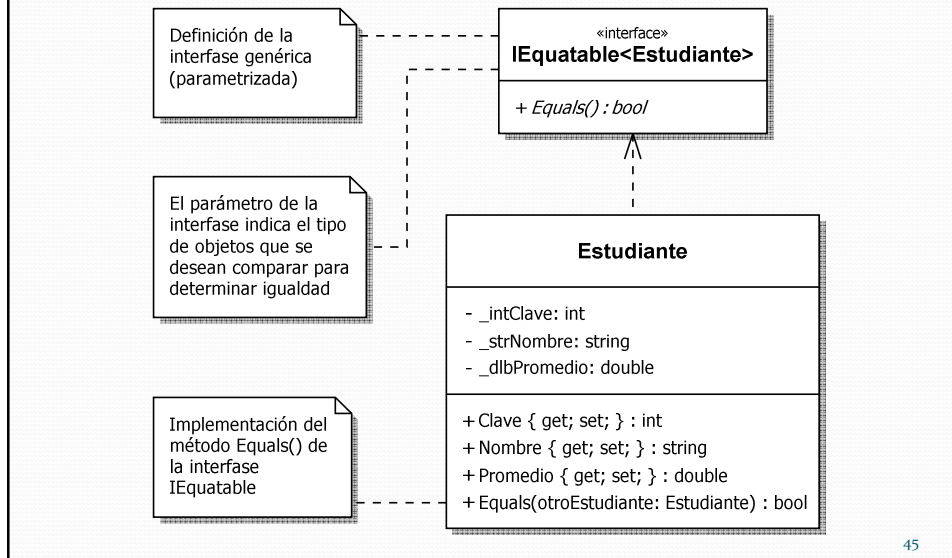 Definición de la
interfase genérica
(parametrizada)
«interface»
IEquatable<Estudiante>
+ Equals() : bool
El parámetro de la
interfase indica el tipo
de objetos que se
desean comparar para
determinar igualdad
Estudiante
- _intClave: int
- _strNombre: string
- _dlbPromedio: double
+ Clave { get; set; } : int
+ Nombre { get; set; } : string
+ Promedio { get; set; } : double
+ Equals(otroEstudiante: Estudiante) : bool
Implementación del
método Equals() de
la interfase
IEquatable
45